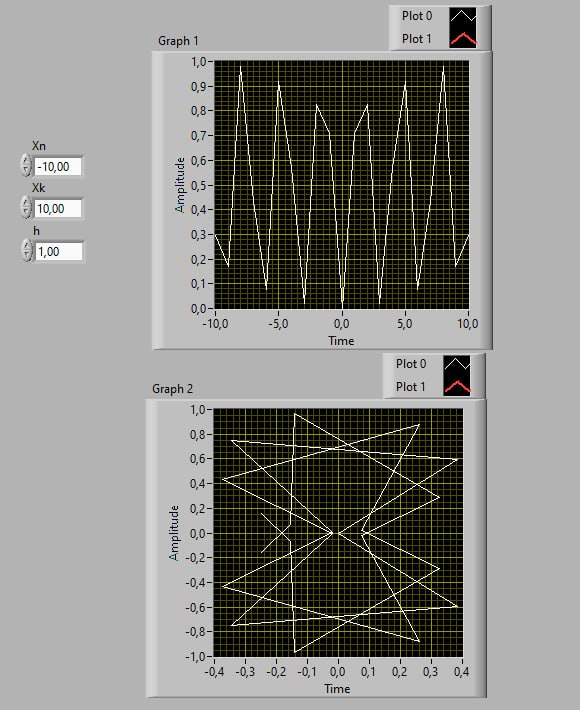 Plot 0
Plot 1
Graph 1
1,0
0,9
0,8
0,7
0,6
0,5
0,4
0,3
0,2
0,1
0,0
Amplitude
-10,0 -5,0 0,0 5,0 10,0
Time
Xn
-10,00
Xk
10,00
h
1,00
Plot 0
Plot 1
Graph 2
1,0
0,8
0,6
0,4
0,2
0,0
-0,2
-0,4
-0,6
-0,8
-1,0
Amplitude
-0,4 -0,3 -0,2 -0,1 0,0 0,1 0,2 0,3 0,4
Time